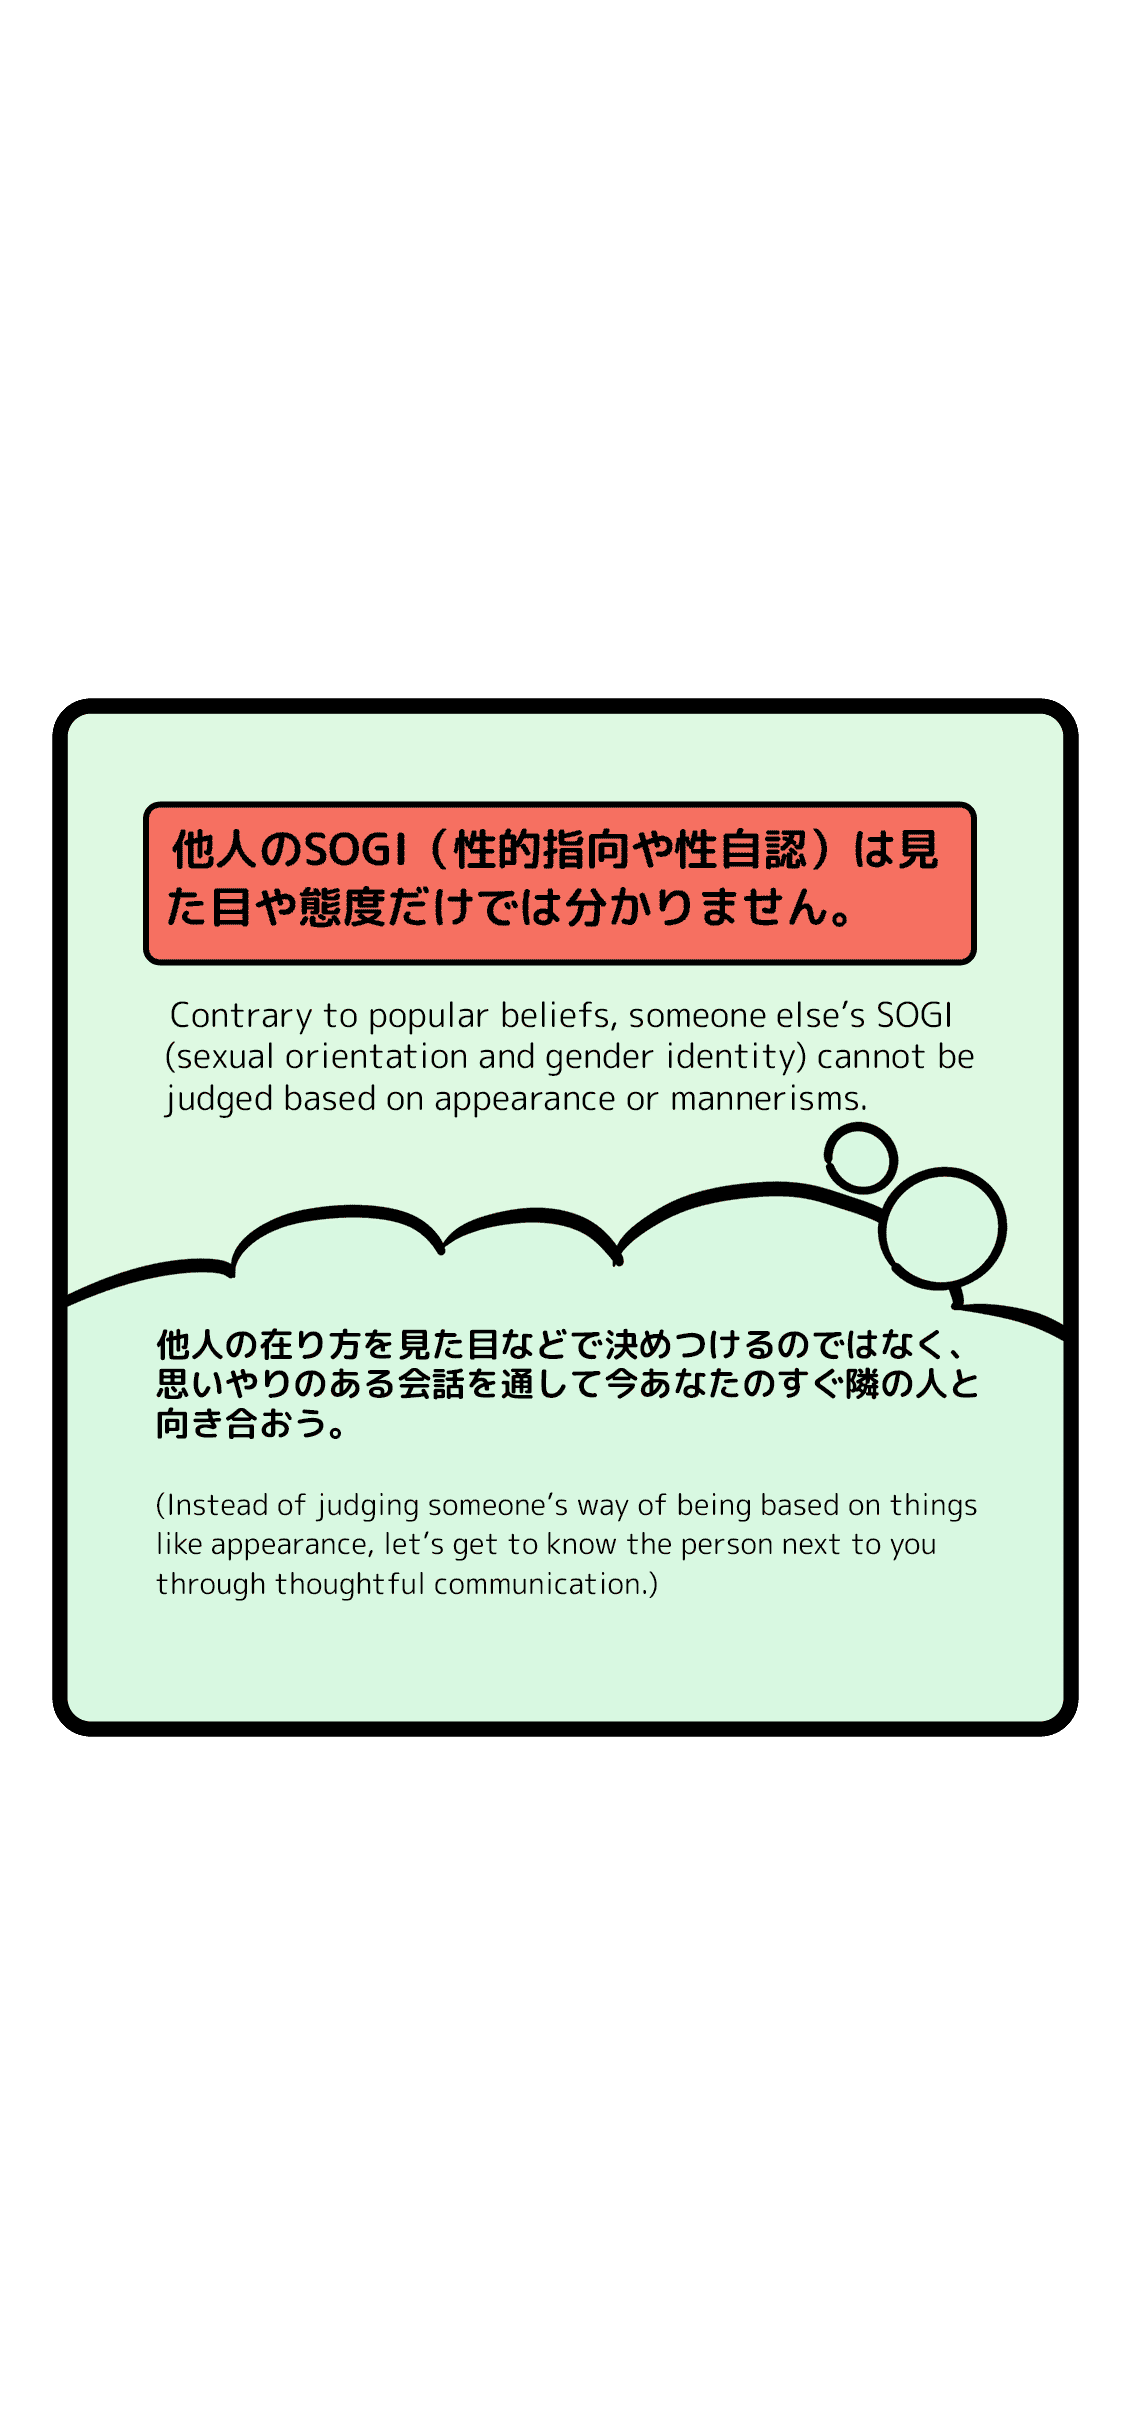 他人のSOGI（性的指向や性自認）は見
た目や態度だけでは分かりません。
Contrary to popular beliefs, someone else’s SOGI
(sexual orientation and gender identity) cannot be
judged based on appearance or mannerisms.
他人の在り方を見た目などで決めつけるのではなく、
思いやりのある会話を通して今あなたのすぐ隣の人と
向き合おう。
(Instead of judging someone’s way of being based on things
like appearance, let’s get to know the person next to you
through thoughtful communication.)